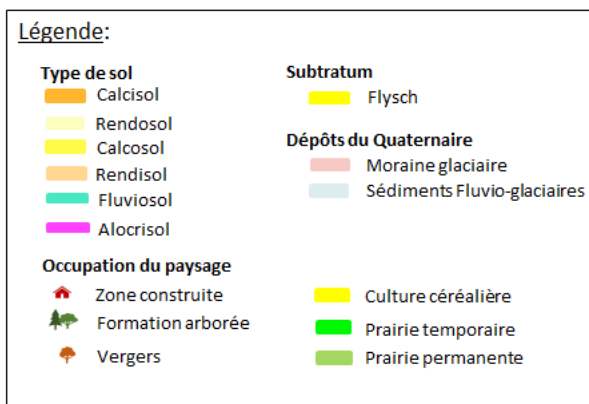 Légende:
Type de sol
Calcisol
Rendosol
Calcosol
Rendisol
Fluviosol
Alocrisol
Subtratum
Flysch
Dépôts du Quaternaire
Moraine glaciaire
Sédiments Fluvio-glaciaires
Occupation du paysage
Zone construite
Formation arborée
Vergers
Culture céréalière
Prairie temporaire
Prairie permanente